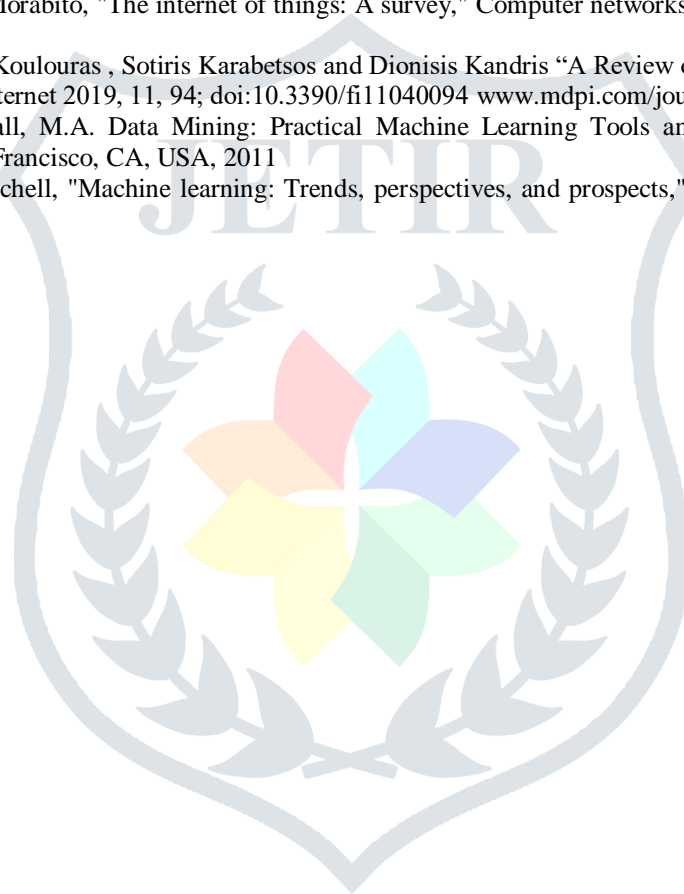 Morabito, "The internet of things: A survey," Computer networks
Koulouras , Sotiris Karabetsos and Dionisis Kandris “A Review
ternet 2019, 11, 94; doi:10.3390/fi11040094 www.mdpi.com/jou
all, M.A. Data Mining: Practical Machine Learning Tools an
Francisco, CA, USA, 2011
chell, "Machine learning: Trends, perspectives, and prospects,"
JETIR